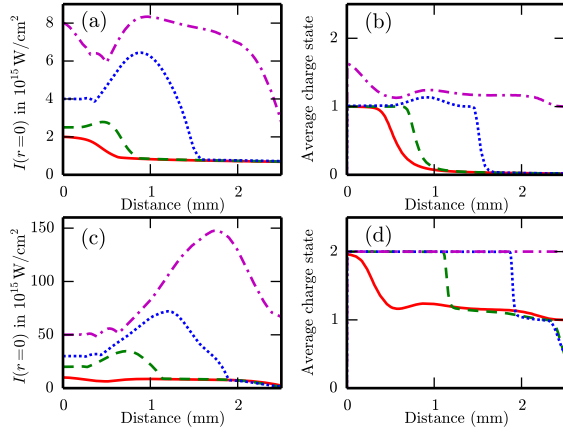 (a)
I(r=0) in 10^15 W/cm^2
8
6
4
2
0
0 1 2
Distance (mm)
(b)
Average charge state
2
1
0
0 1 2
Distance (mm)
(c)
I(r=0) in 10^15 W/cm^2
150
100
50
0
0 1 2
Distance (mm)
(d)
Average charge state
2
1
0
0 1 2
Distance (mm)